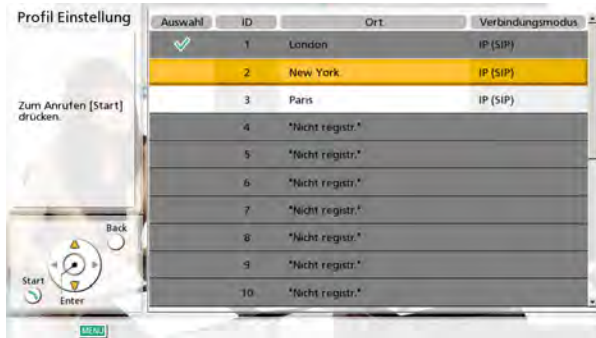 Profil Einstellung
Auswahl ID Ort Verbindungsmodus
1 London IP (SIP)
2 New York IP (SIP)
3 Paris IP (SIP)
4 "Nicht registr."
5 "Nicht registr."
6 "Nicht registr."
7 "Nicht registr."
8 "Nicht registr."
9 "Nicht registr."
10 "Nicht registr."
Zum Anrufen [Start]
drücken.
Back
Start
Enter
MENU